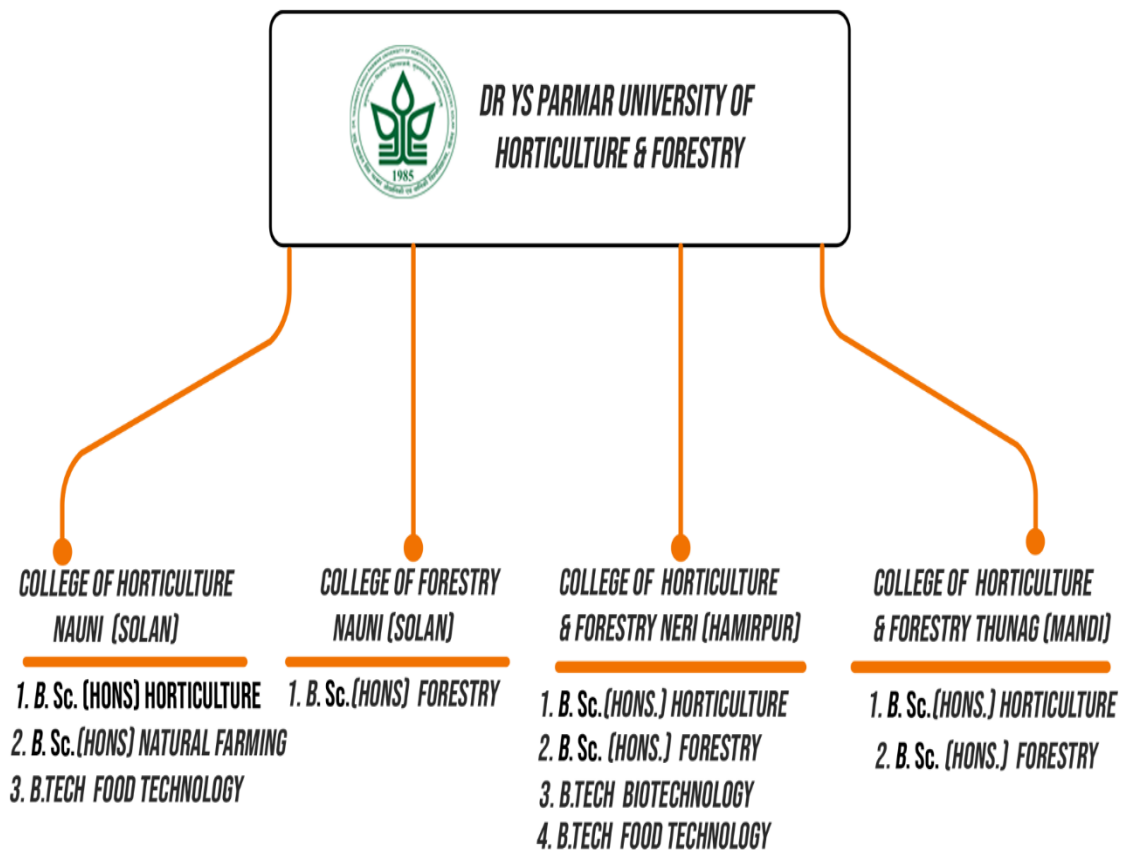 DR YS PARMAR UNIVERSITY OF
HORTICULTURE & FORESTRY
1985
COLLEGE OF HORTICULTURE
NAUNI (SOLAN)
1. B. Sc. (HONS) HORTICULTURE
2. B. Sc.(HONS) NATURAL FARMING
3. B.TECH FOOD TECHNOLOGY
COLLEGE OF FORESTRY
NAUNI (SOLAN)
1. B. Sc.(HONS) FORESTRY
COLLEGE OF HORTICULTURE
& FORESTRY NERI (HAMIRPUR)
1. B. Sc.(HONS.) HORTICULTURE
2. B. Sc. (HONS.) FORESTRY
3. B.TECH BIOTECHNOLOGY
4. B.TECH FOOD TECHNOLOGY
COLLEGE OF HORTICULTURE
& FORESTRY THUNAG (MANDI)
1. B. Sc.(HONS.) HORTICULTURE
2. B. Sc. (HONS.) FORESTRY